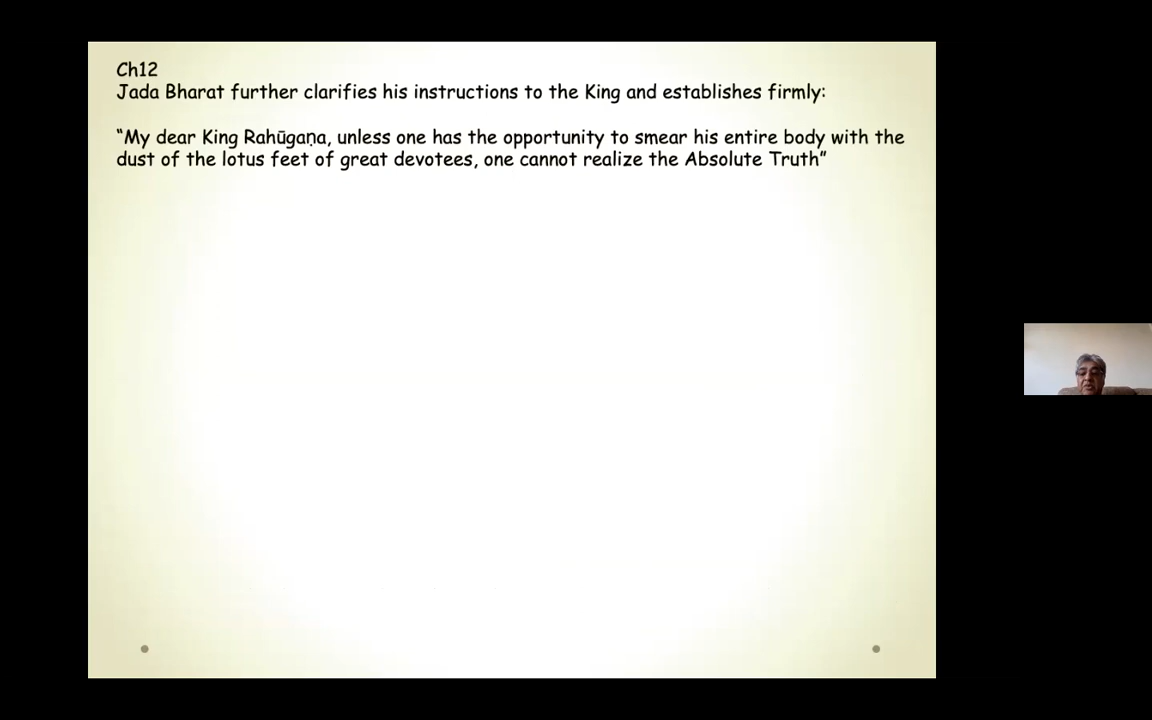 Ch12
Jada Bharat further clarifies his instructions to the King and establishes firmly:
“My dear King Rahūgaṇa, unless one has the opportunity to smear his entire body with the
dust of the lotus feet of great devotees, one cannot realize the Absolute Truth”